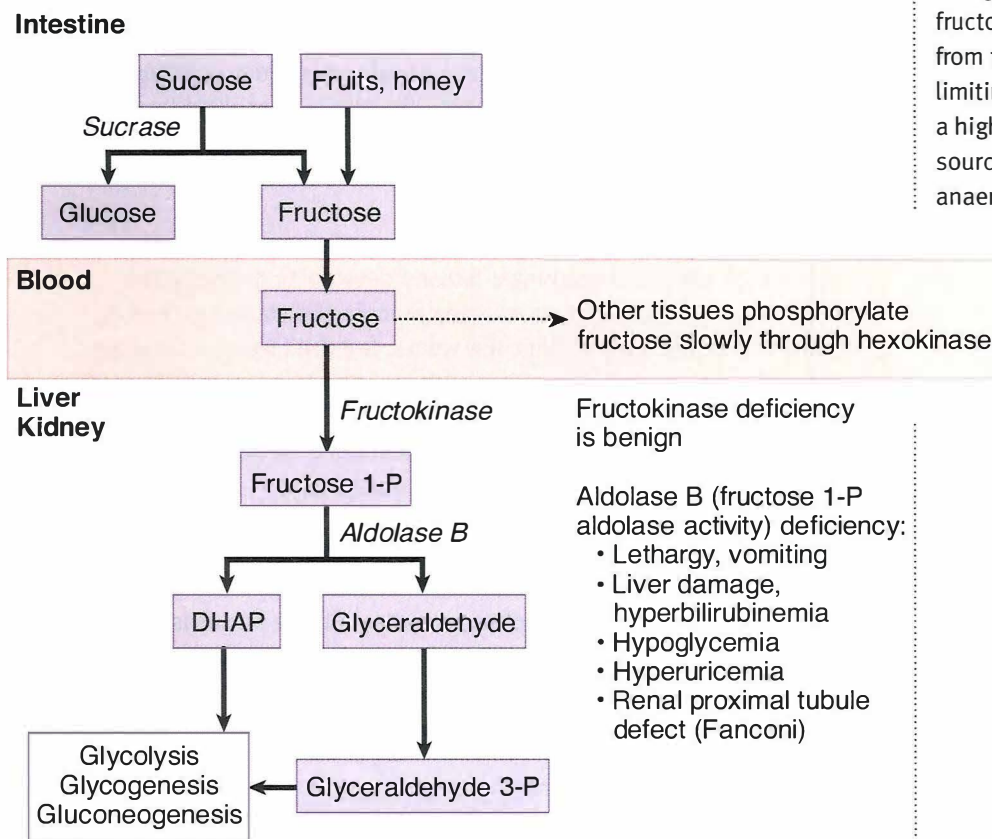 Intestine
Sucrose
Fruits, honey
Sucrase
Glucose
Fructose
Blood
Fructose
Other tissues phosphorylate
fructose slowly through hexokinase
Liver
Kidney
Fructokinase
Fructose 1-P
Aldolase B
DHAP
Glyceraldehyde
Glycolysis
Glycogenesis
Gluconeogenesis
Glyceraldehyde 3-P
Fructokinase deficiency
is benign
Aldolase B (fructose 1-P
aldolase activity) deficiency:
• Lethargy, vomiting
• Liver damage,
hyperbilirubinemia
• Hypoglycemia
• Hyperuricemia
• Renal proximal tubule
defect (Fanconi)
from
a high